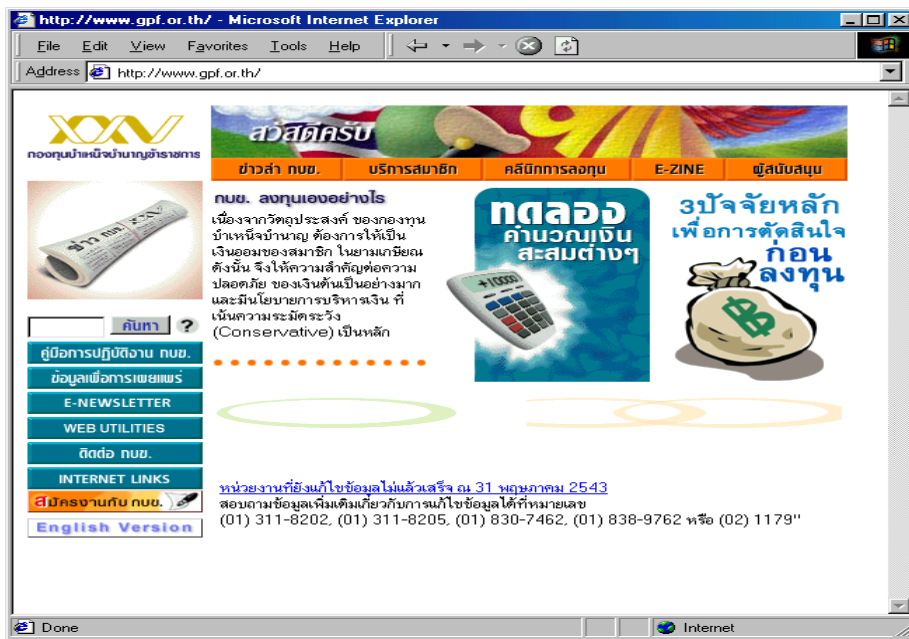 http://www.gpf.or.th/ - Microsoft Internet Explorer
File Edit View Favorites Tools Help
Address http://www.gpf.or.th/
กองทุนบำเหน็จบำนาญข้าราชการ
สวัสดีครับ
ข่าวล่า กบข. บริการสมาชิก คลีนิกการลงทุน E-ZINE ผู้สนับสนุน
ข่าว กบข.
กบข. ลงทุนเองอย่างไร
เนื่องจากวัตถุประสงค์ ของกองทุน
บำเหน็จบำนาญ ต้องการให้เป็น
เงินออมของสมาชิก ในยามเกษียณ
ดังนั้น จึงให้ความสำคัญต่อความ
ปลอดภัย ของเงินต้นเป็นอย่างมาก
และมีนโยบายการบริหารเงิน ที่
เน้นความระมัดระวัง
(Conservative) เป็นหลัก
ทดลอง
คำนวณเงิน
สะสมต่างๆ
+10000
3ปัจจัยหลัก
เพื่อการตัดสินใจ
ก่อน
ลงทุน
฿
ค้นหา ?
คู่มือการปฏิบัติงาน กบข.
ข้อมูลเพื่อการเผยแพร่
E-NEWSLETTER
WEB UTILITIES
ติดต่อ กบข.
INTERNET LINKS
สมัครงานกับ กบข.
English Version
หน่วยงานที่ยังแก้ไขข้อมูลไม่แล้วเสร็จ ณ 31 พฤษภาคม 2543
สอบถามข้อมูลเพิ่มเติมเกี่ยวกับการแก้ไขข้อมูลได้ที่หมายเลข
(01) 311-8202, (01) 311-8205, (01) 830-7462, (01) 838-9762 หรือ (02) 1179"
Done Internet